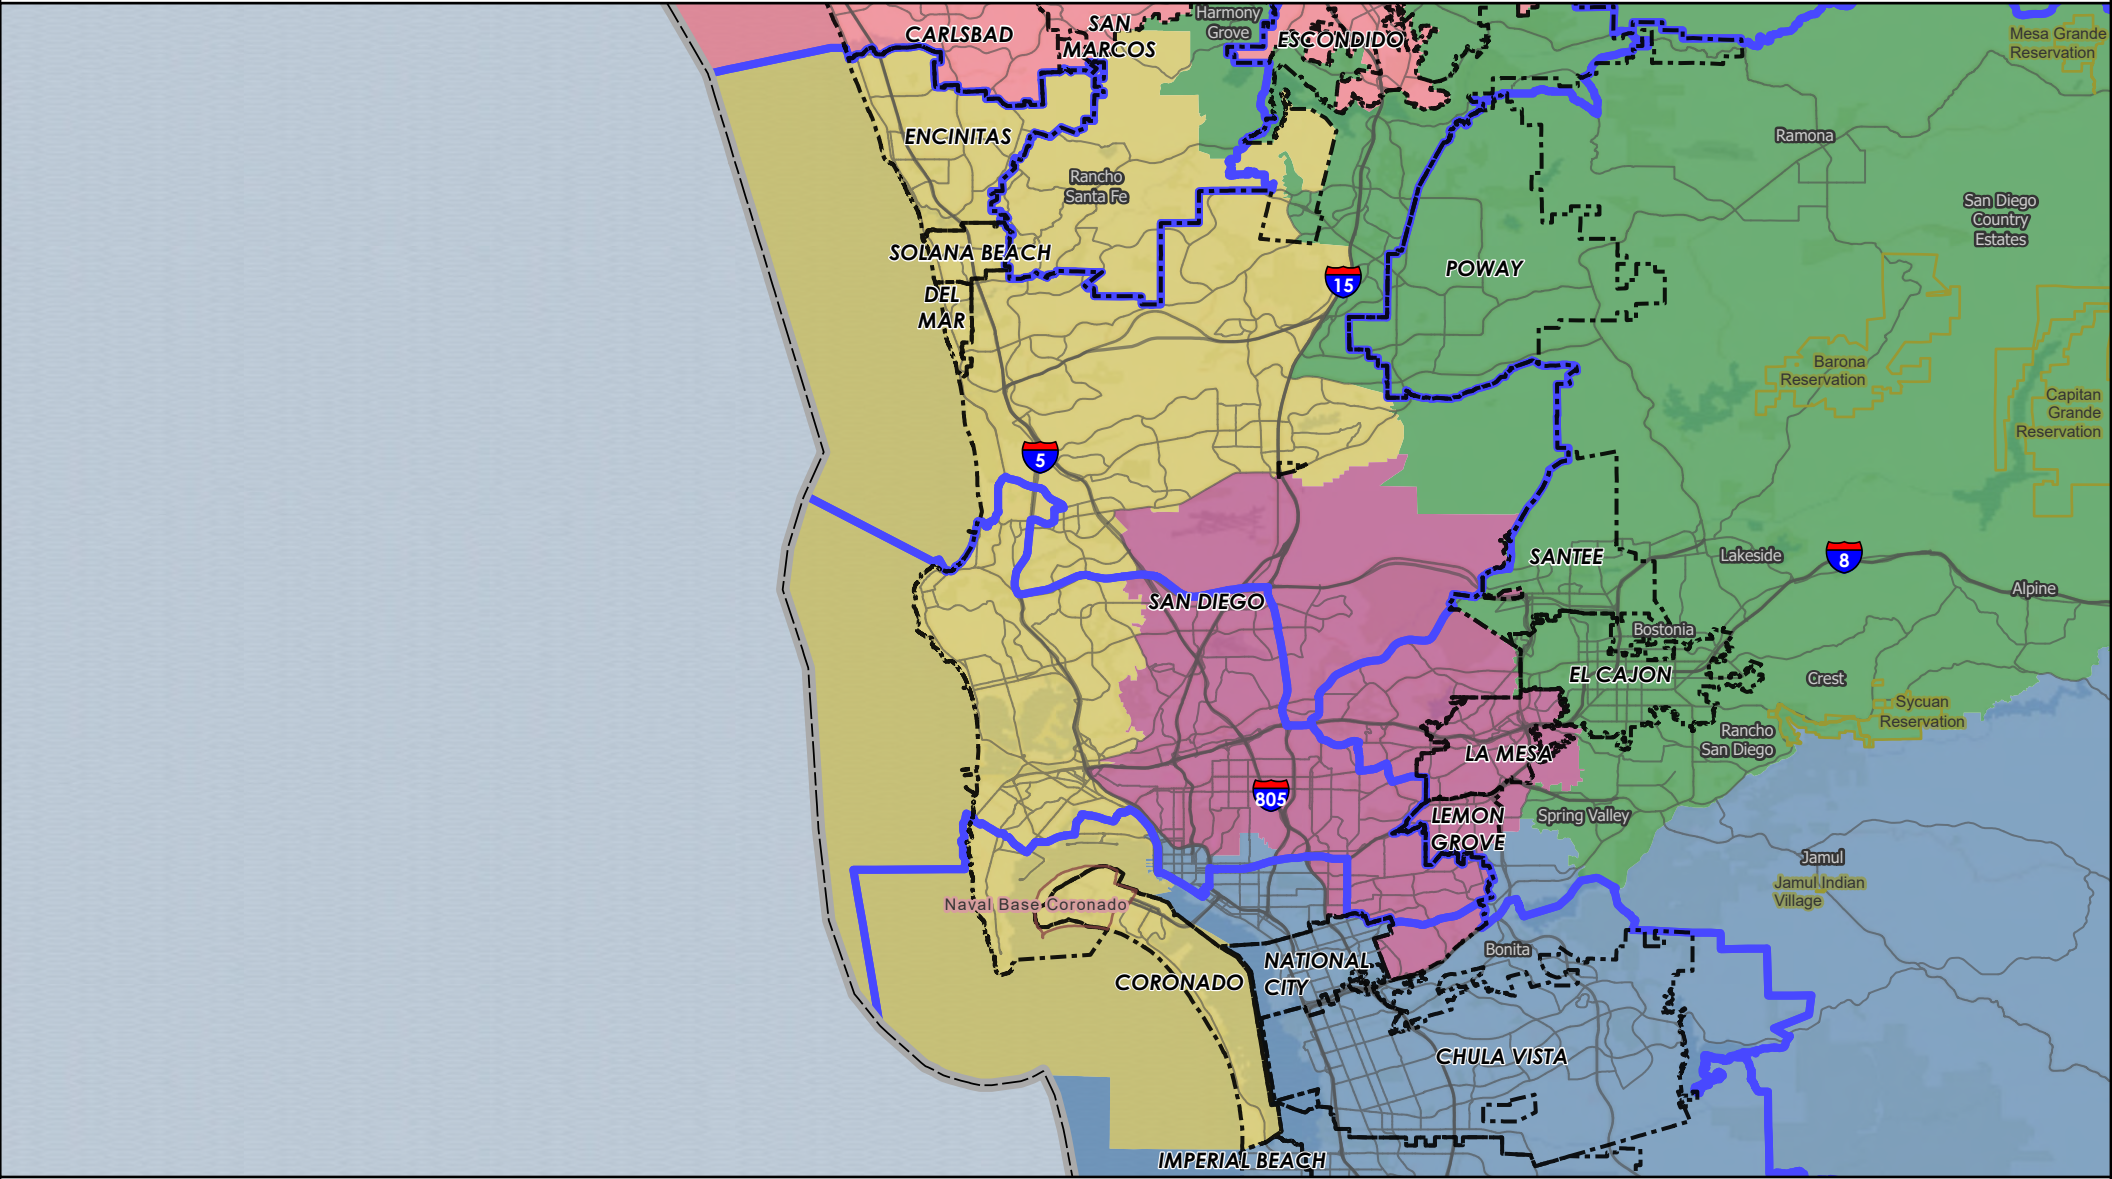 CARLSBAD
SAN
MARCOS
Harmony
Grove
ESCONDIDO
Mesa Grande
Reservation
ENCINITAS
Ramona
Rancho
Santa Fe
San Diego
Country
Estates
SOLANA BEACH
POWAY
DEL
MAR
15
Barona
Reservation
Capitan
Grande
Reservation
5
SANTEE
Lakeside
8
Alpine
SAN DIEGO
Bostonia
EL CAJON
Crest
Sycuan
Reservation
Rancho
San Diego
LA MESA
805
LEMON
GROVE
Spring Valley
Jamul
Jamul Indian
Village
Naval Base Coronado
Bonita
NATIONAL
CITY
CORONADO
CHULA VISTA
IMPERIAL BEACH